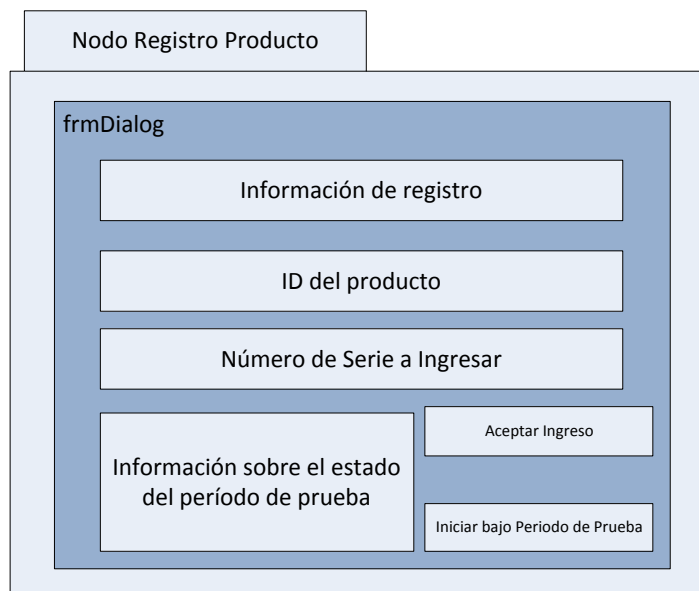 Nodo Registro Producto
frmDialog
Información de registro
ID del producto
Número de Serie a Ingresar
Información sobre el estado
del período de prueba
Aceptar Ingreso
Iniciar bajo Periodo de Prueba